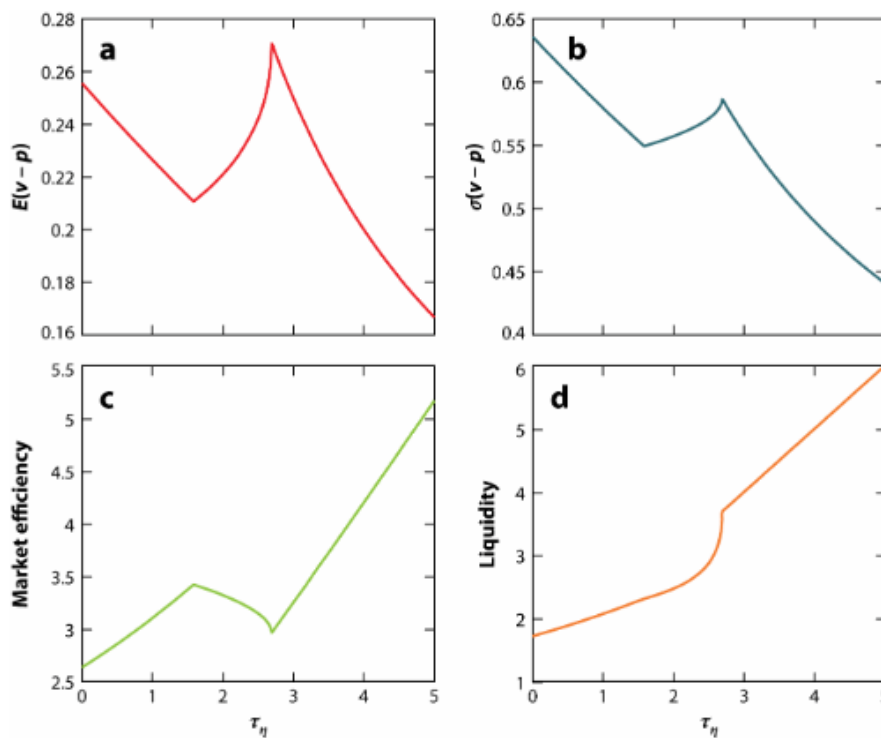 a
E(v – p)
0.28
0.26
0.24
0.22
0.2
0.18
0.16
b
σ(v – p)
0.65
0.6
0.55
0.5
0.45
0.4
c
Market efficiency
5.5
5
4.5
4
3.5
3
2.5
0 1 2 3 4 5
τη
d
Liquidity
6
5
4
3
2
1
0 1 2 3 4
τη